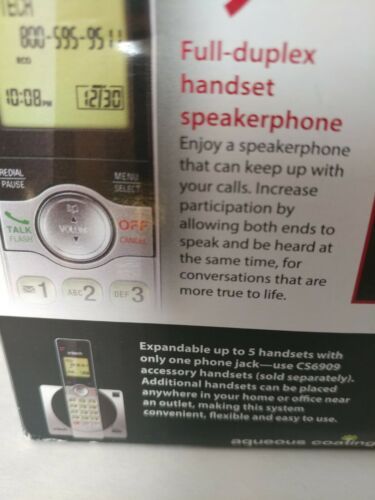 TECH
800-595-9511
ECO
10:08 PM 12/30
Full-duplex
handset
speakerphone
Enjoy a speakerphone
that can keep up with
your calls. Increase
participation by
allowing both ends to
speak and be heard at
the same time, for
conversations that are
more true to life.
REDIAL
PAUSE
MENU
SELECT
TALK
FLASH
VOLUME
OFF
CANCEL
1 ABC 2 DEF 3
Expandable up to 5 handsets with
only one phone jack—use CS6909
accessory handsets (sold separately).
Additional handsets can be placed
anywhere in your home or office near
an outlet, making this system
convenient, flexible and easy to use.
aqueous coating